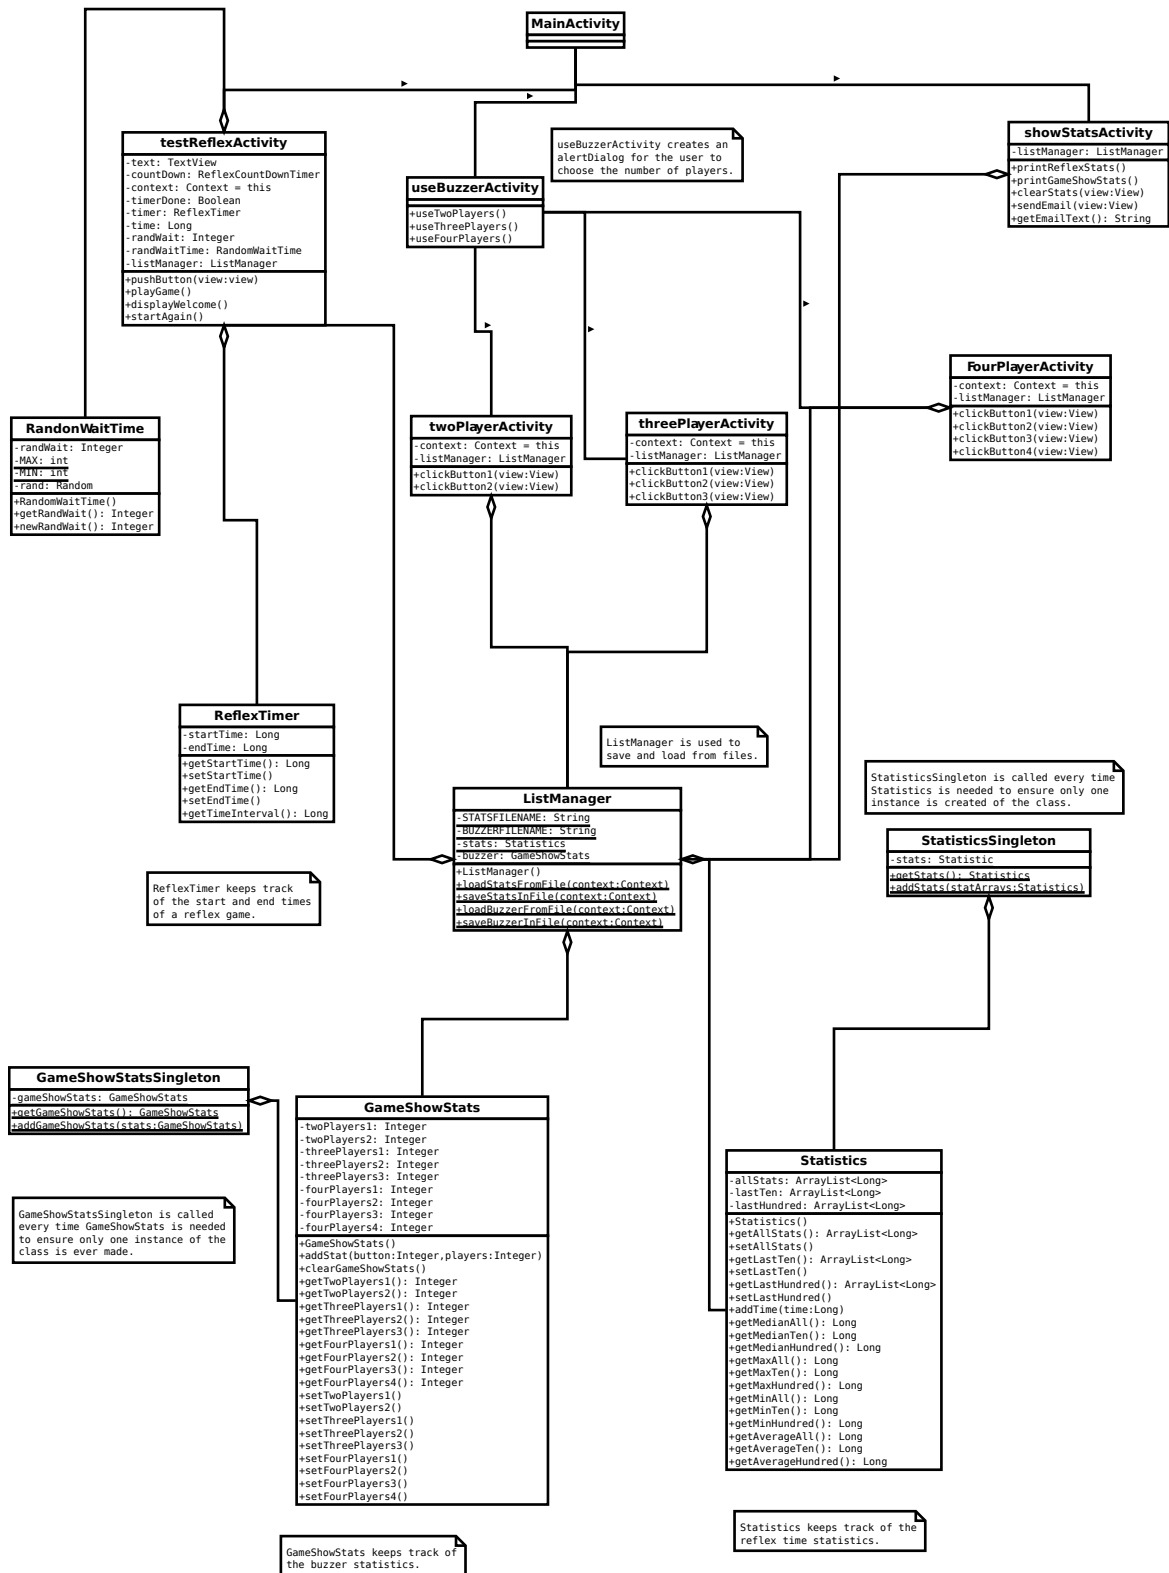 MainActivity
useBuzzerActivity creates an
alertDialog for the user to
choose the number of players.
testReflexActivity
-text: TextView
-countDown: ReflexCountDownTimer
-context: Context = this
-timerDone: Boolean
-timer: ReflexTimer
-time: Long
-randWait: Integer
-randWaitTime: RandomWaitTime
-listManager: ListManager
+pushButton(view:view)
+playGame()
+displayWelcome()
+startAgain()
useBuzzerActivity
+useTwoPlayers()
+useThreePlayers()
+useFourPlayers()
showStatsActivity
-listManager: ListManager
+printReflexStats()
+printGameShowStats()
+clearStats(view:View)
+sendEmail(view:View)
+getEmailText(): String
FourPlayerActivity
-context: Context = this
-listManager: ListManager
+clickButton1(view:View)
+clickButton2(view:View)
+clickButton3(view:View)
+clickButton4(view:View)
RandonWaitTime
-randWait: Integer
-MAX: int
-MIN: int
-rand: Random
+RandomWaitTime()
+getRandWait(): Integer
+newRandWait(): Integer
twoPlayerActivity
-context: Context = this
-listManager: ListManager
+clickButton1(view:View)
+clickButton2(view:View)
threePlayerActivity
-context: Context = this
-listManager: ListManager
+clickButton1(view:View)
+clickButton2(view:View)
+clickButton3(view:View)
ReflexTimer
-startTime: Long
-endTime: Long
+getStartTime(): Long
+setStartTime()
+getEndTime(): Long
+setEndTime()
+getTimeInterval(): Long
ListManager is used to
save and load from files.
StatisticsSingleton is called every time
Statistics is needed to ensure only one
instance is created of the class.
ListManager
-STATSFILENAME: String
-BUZZERFILENAME: String
-stats: Statistics
-buzzer: GameShowStats
+ListManager()
+loadStatsFromFile(context:Context)
+saveStatsInFile(context:Context)
+loadBuzzerFromFile(context:Context)
+saveBuzzerInFile(context:Context)
StatisticsSingleton
-stats: Statistic
+getStats(): Statistics
+addStats(statArrays:Statistics)
ReflexTimer keeps track
of the start and end times
of a reflex game.
GameShowStatsSingleton
-gameShowStats: GameShowStats
+getGameShowStats(): GameShowStats
+addGameShowStats(stats:GameShowStats)
GameShowStatsSingleton is called
every time GameShowStats is needed
to ensure only one instance of the
class is ever made.
GameShowStats
-twoPlayers1: Integer
-twoPlayers2: Integer
-threePlayers1: Integer
-threePlayers2: Integer
-threePlayers3: Integer
-fourPlayers1: Integer
-fourPlayers2: Integer
-fourPlayers3: Integer
-fourPlayers4: Integer
+GameShowStats()
+addStat(button:Integer,players:Integer)
+clearGameShowStats()
+getTwoPlayers1(): Integer
+getTwoPlayers2(): Integer
+getThreePlayers1(): Integer
+getThreePlayers2(): Integer
+getThreePlayers3(): Integer
+getFourPlayers1(): Integer
+getFourPlayers2(): Integer
+getFourPlayers3(): Integer
+getFourPlayers4(): Integer
+setTwoPlayers1()
+setTwoPlayers2()
+setThreePlayers1()
+setThreePlayers2()
+setThreePlayers3()
+setFourPlayers1()
+setFourPlayers2()
+setFourPlayers3()
+setFourPlayers4()
Statistics
-allStats: ArrayList<Long>
-lastTen: ArrayList<Long>
-lastHundred: ArrayList<Long>
+Statistics()
+getAllStats(): ArrayList<Long>
+setAllStats()
+getLastTen(): ArrayList<Long>
+setLastTen()
+getLastHundred(): ArrayList<Long>
+setLastHundred()
+addTime(time:Long)
+getMedianAll(): Long
+getMedianTen(): Long
+getMedianHundred(): Long
+getMaxAll(): Long
+getMaxTen(): Long
+getMaxHundred(): Long
+getMinAll(): Long
+getMinTen(): Long
+getMinHundred(): Long
+getAverageAll(): Long
+getAverageTen(): Long
+getAverageHundred(): Long
Statistics keeps track of the
reflex time statistics.
GameShowStats keeps track of
the buzzer statistics.